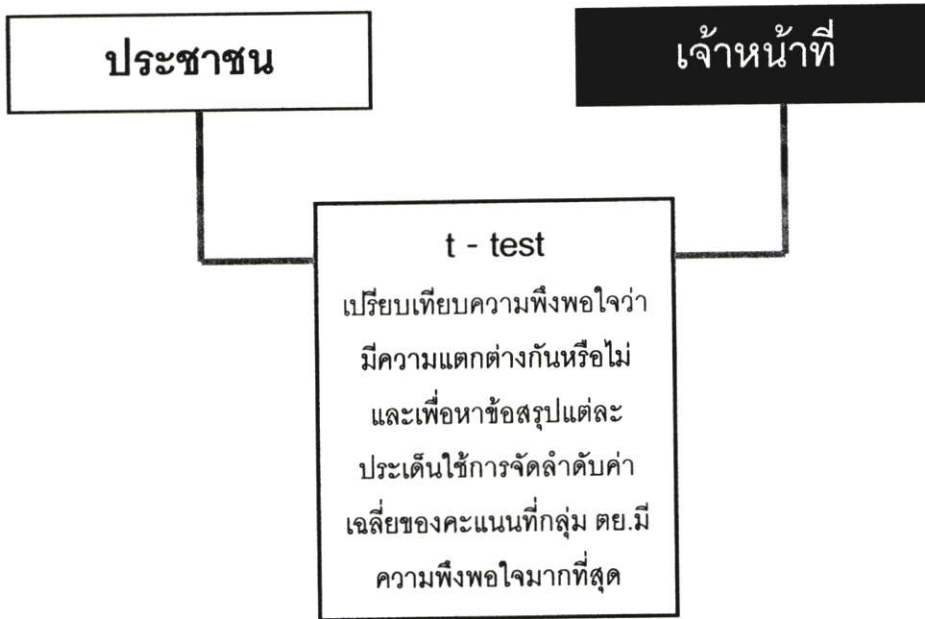 ประชาชน
เจ้าหน้าที่
t - test
เปรียบเทียบความพึงพอใจว่า
มีความแตกต่างกันหรือไม่
และเพื่อหาข้อสรุปแต่ละ
ประเด็นใช้การจัดลำดับค่า
เฉลี่ยของคะแนนที่กลุ่ม ตย.มี
ความพึงพอใจมากที่สุด